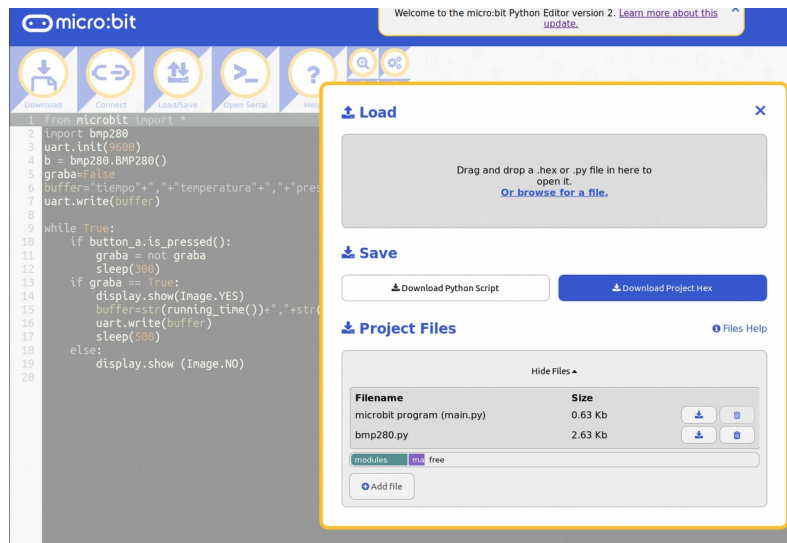 micro:bit
Welcome to the micro:bit Python Editor version 2. Learn more about this
update.
Download
Connect
Load/Save
Open Serial
Help
1 from microbit import *
2 import bmp280
3 uart.init(9600)
4 b = bmp280.BMP280()
5 graba=False
6 buffer="tiempo"+","+"temperatura"+","+"pres
7 uart.write(buffer)
8
9 while True:
10 if button_a.is_pressed():
11 graba = not graba
12 sleep(300)
13 if graba == True:
14 display.show(Image.YES)
15 buffer=str(running_time())+","+str(
16 uart.write(buffer)
17 sleep(500)
18 else:
19 display.show (Image.NO)
20
Load
Drag and drop a .hex or .py file in here to
open it.
Or browse for a file.
Save
Download Python Script
Download Project Hex
Project Files
Files Help
Hide Files
Filename Size
microbit program (main.py) 0.63 Kb
bmp280.py 2.63 Kb
modules ma free
Add file